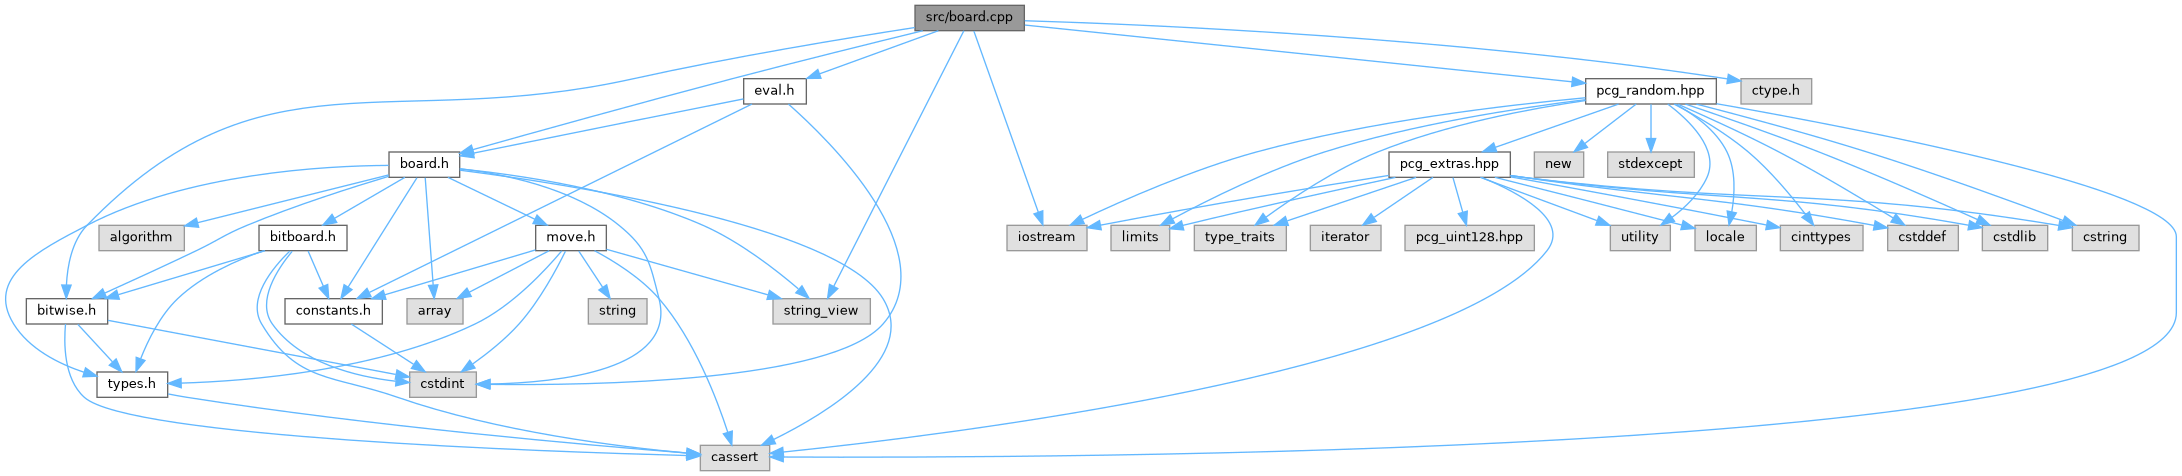 src/board.cpp
eval.h
pcg_random.hpp
ctype.h
board.h
pcg_extras.hpp
new
stdexcept
algorithm
bitboard.h
move.h
iostream
limits
type_traits
iterator
pcg_uint128.hpp
utility
locale
cinttypes
cstddef
cstdlib
cstring
bitwise.h
constants.h
array
string
string_view
types.h
cstdint
cassert